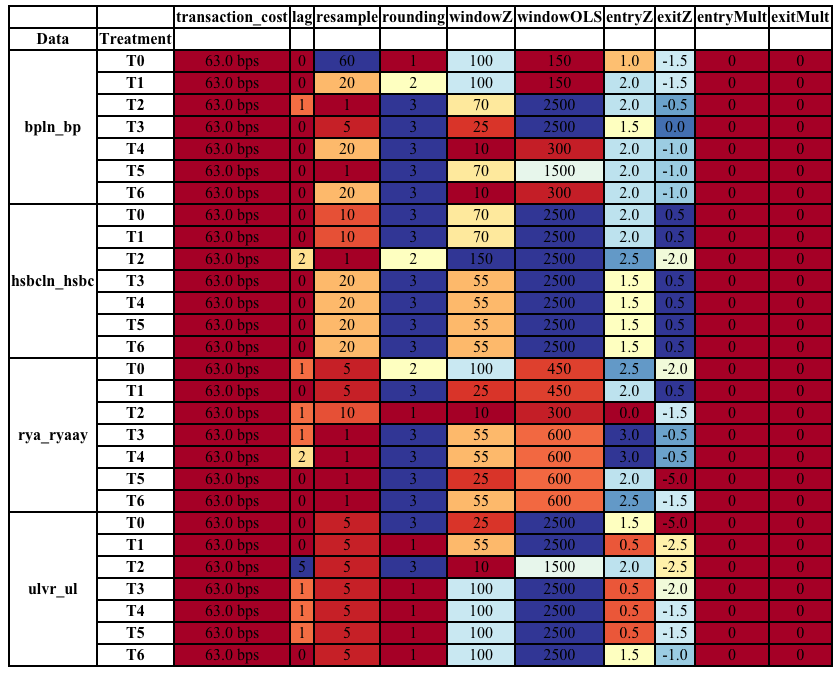 transaction_cost lag resample rounding windowZ windowOLS entryZ exitZ entryMult exitMult
Data Treatment
T0 63.0 bps 0 60 1 100 150 1.0 -1.5 0 0
T1 63.0 bps 0 20 2 100 150 2.0 -1.5 0 0
T2 63.0 bps 1 1 3 70 2500 2.0 -0.5 0 0
bpln_bp T3 63.0 bps 0 5 3 25 2500 1.5 0.0 0 0
T4 63.0 bps 0 20 3 10 300 2.0 -1.0 0 0
T5 63.0 bps 0 1 3 70 1500 2.0 -1.0 0 0
T6 63.0 bps 0 20 3 10 300 2.0 -1.0 0 0
T0 63.0 bps 0 10 3 70 2500 2.0 0.5 0 0
T1 63.0 bps 0 10 3 70 2500 2.0 0.5 0 0
T2 63.0 bps 2 1 2 150 2500 2.5 -2.0 0 0
hsbcln_hsbc T3 63.0 bps 0 20 3 55 2500 1.5 0.5 0 0
T4 63.0 bps 0 20 3 55 2500 1.5 0.5 0 0
T5 63.0 bps 0 20 3 55 2500 1.5 0.5 0 0
T6 63.0 bps 0 20 3 55 2500 1.5 0.5 0 0
T0 63.0 bps 1 5 2 100 450 2.5 -2.0 0 0
T1 63.0 bps 0 5 3 25 450 2.0 0.5 0 0
T2 63.0 bps 1 10 1 10 300 0.0 -1.5 0 0
rya_ryaay T3 63.0 bps 1 1 3 55 600 3.0 -0.5 0 0
T4 63.0 bps 2 1 3 55 600 3.0 -0.5 0 0
T5 63.0 bps 0 1 3 25 600 2.0 -5.0 0 0
T6 63.0 bps 0 1 3 55 600 2.5 -1.5 0 0
T0 63.0 bps 0 5 3 25 2500 1.5 -5.0 0 0
T1 63.0 bps 0 5 1 55 2500 0.5 -2.5 0 0
T2 63.0 bps 5 5 3 10 1500 2.0 -2.5 0 0
ulvr_ul T3 63.0 bps 1 5 1 100 2500 0.5 -2.0 0 0
T4 63.0 bps 1 5 1 100 2500 0.5 -1.5 0 0
T5 63.0 bps 1 5 1 100 2500 0.5 -1.5 0 0
T6 63.0 bps 0 5 1 100 2500 1.5 -1.0 0 0